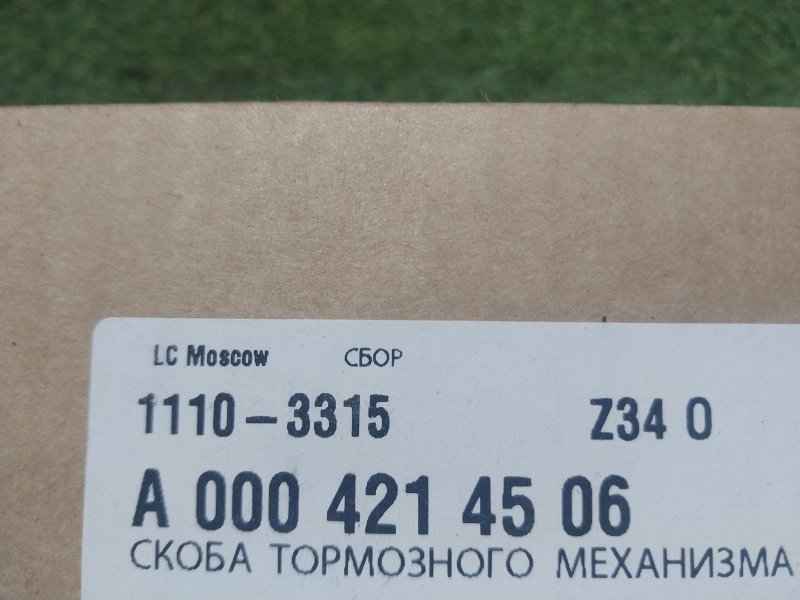 LC Moscow СБОР
1110-3315 Z34 0
A 000 421 45 06
СКОБА ТОРМОЗНОГО МЕХАНИЗМА